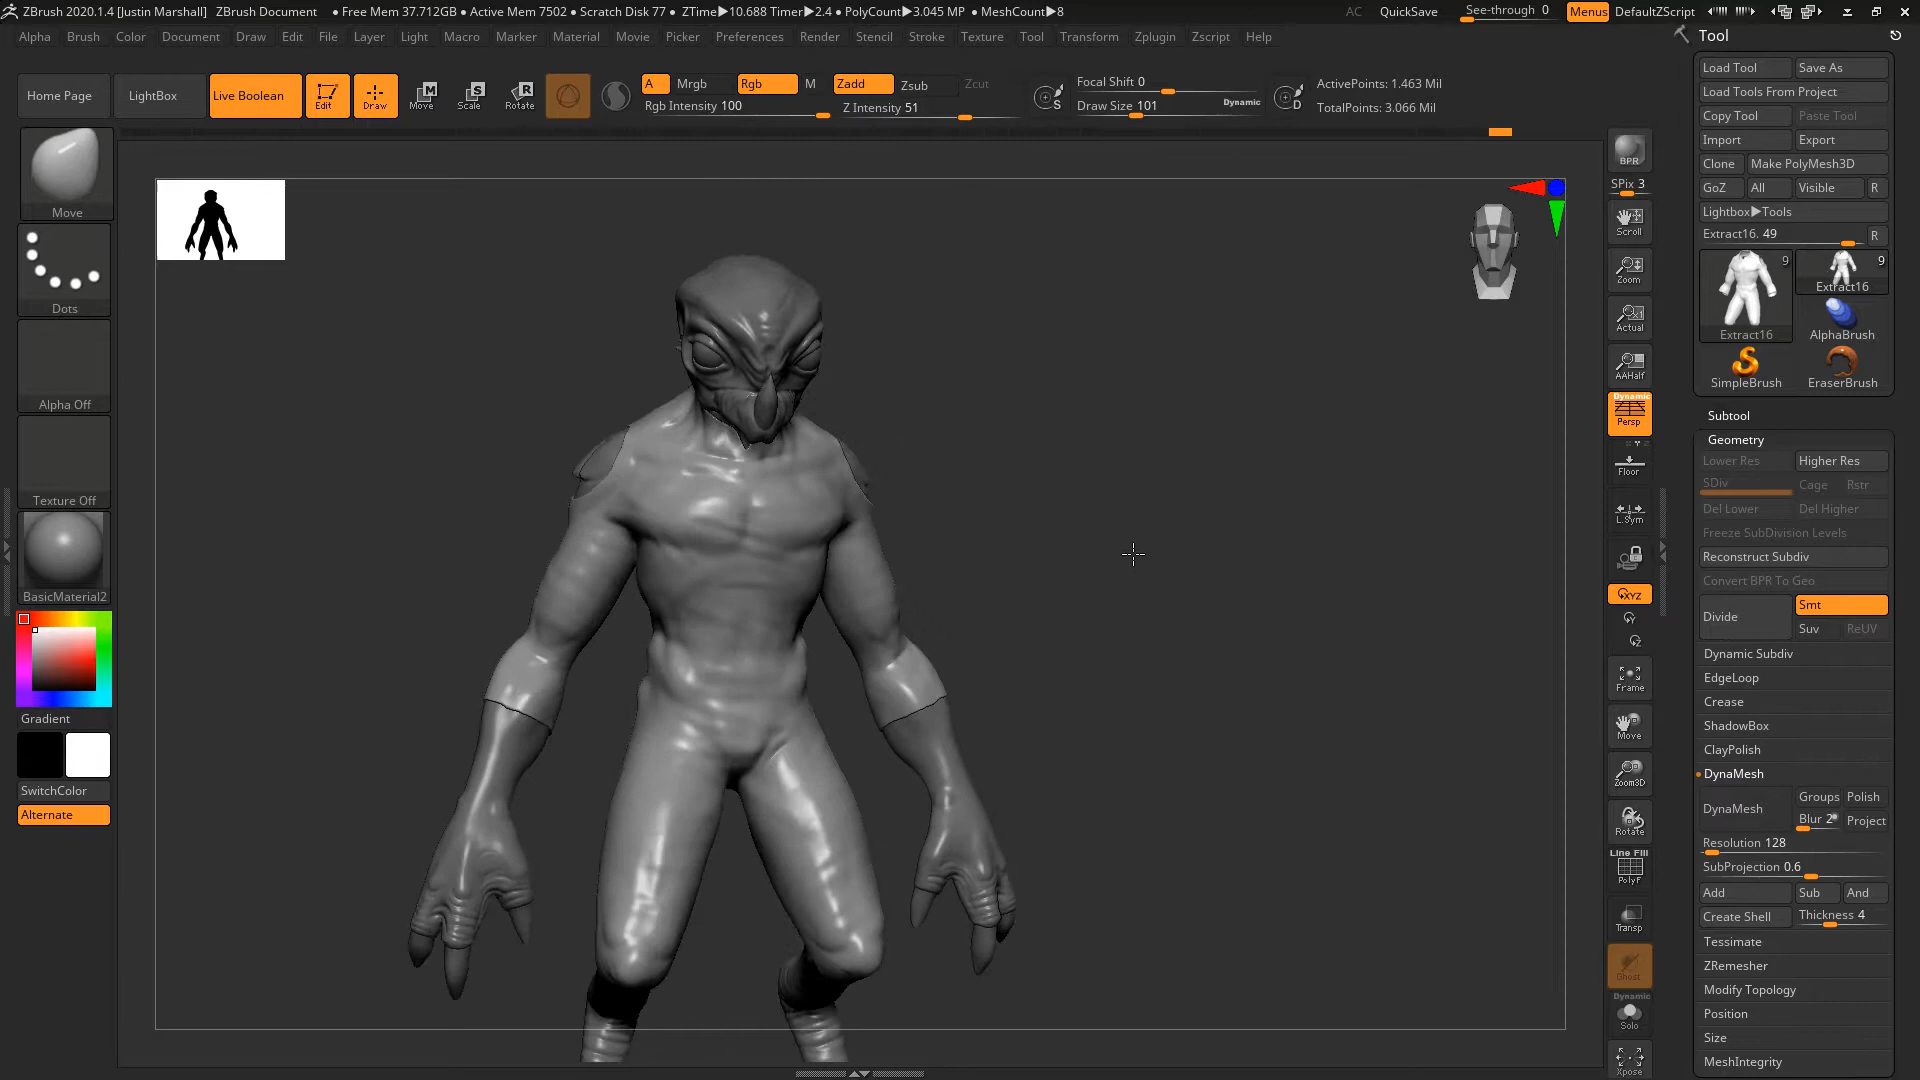 ZBrush 2020.1.4 [Justin Marshall] ZBrush Document ● Free Mem 37.712GB ● Active Mem 7502 ● Scratch Disk 77 ● ZTime▶10.688 Timer▶2.4 ● PolyCount▶3.045 MP ● MeshCount▶8 AC QuickSave See-through 0 Menus DefaultZScript
Alpha Brush Color Document Draw Edit File Layer Light Macro Marker Material Movie Picker Preferences Render Stencil Stroke Texture Tool Transform Zplugin Zscript Help
Tool
Home Page LightBox Live Boolean Edit Draw Move Scale Rotate
A Mrgb Rgb M Zadd Zsub Zcut
Rgb Intensity 100 Z Intensity 51
S Focal Shift 0
Draw Size 101 Dynamic D
ActivePoints: 1.463 Mil
TotalPoints: 3.066 Mil
Move
Dots
Alpha Off
Texture Off
BasicMaterial2
Gradient
SwitchColor
Alternate
BPR
SPix 3
Scroll
Zoom
Actual
AAHalf
Dynamic
Persp
Floor
L.Sym
XYZ
Y
Z
Frame
Move
Zoom3D
Rotate
Line Fill
PolyF
Transp
Ghost
Dynamic
Solo
Xpose
Load Tool Save As
Load Tools From Project
Copy Tool Paste Tool
Import Export
Clone Make PolyMesh3D
GoZ All Visible R
Lightbox▶Tools
Extract16. 49 R
9 9
Extract16
AlphaBrush
Extract16
SimpleBrush EraserBrush
Subtool
Geometry
Lower Res Higher Res
SDiv Cage Rstr
Del Lower Del Higher
Freeze SubDivision Levels
Reconstruct Subdiv
Convert BPR To Geo
Divide Smt
Suv ReUV
Dynamic Subdiv
EdgeLoop
Crease
ShadowBox
ClayPolish
DynaMesh
DynaMesh Groups Polish
Blur 2 Project
Resolution 128
SubProjection 0.6
Add Sub And
Create Shell Thickness 4
Tessimate
ZRemesher
Modify Topology
Position
Size
MeshIntegrity